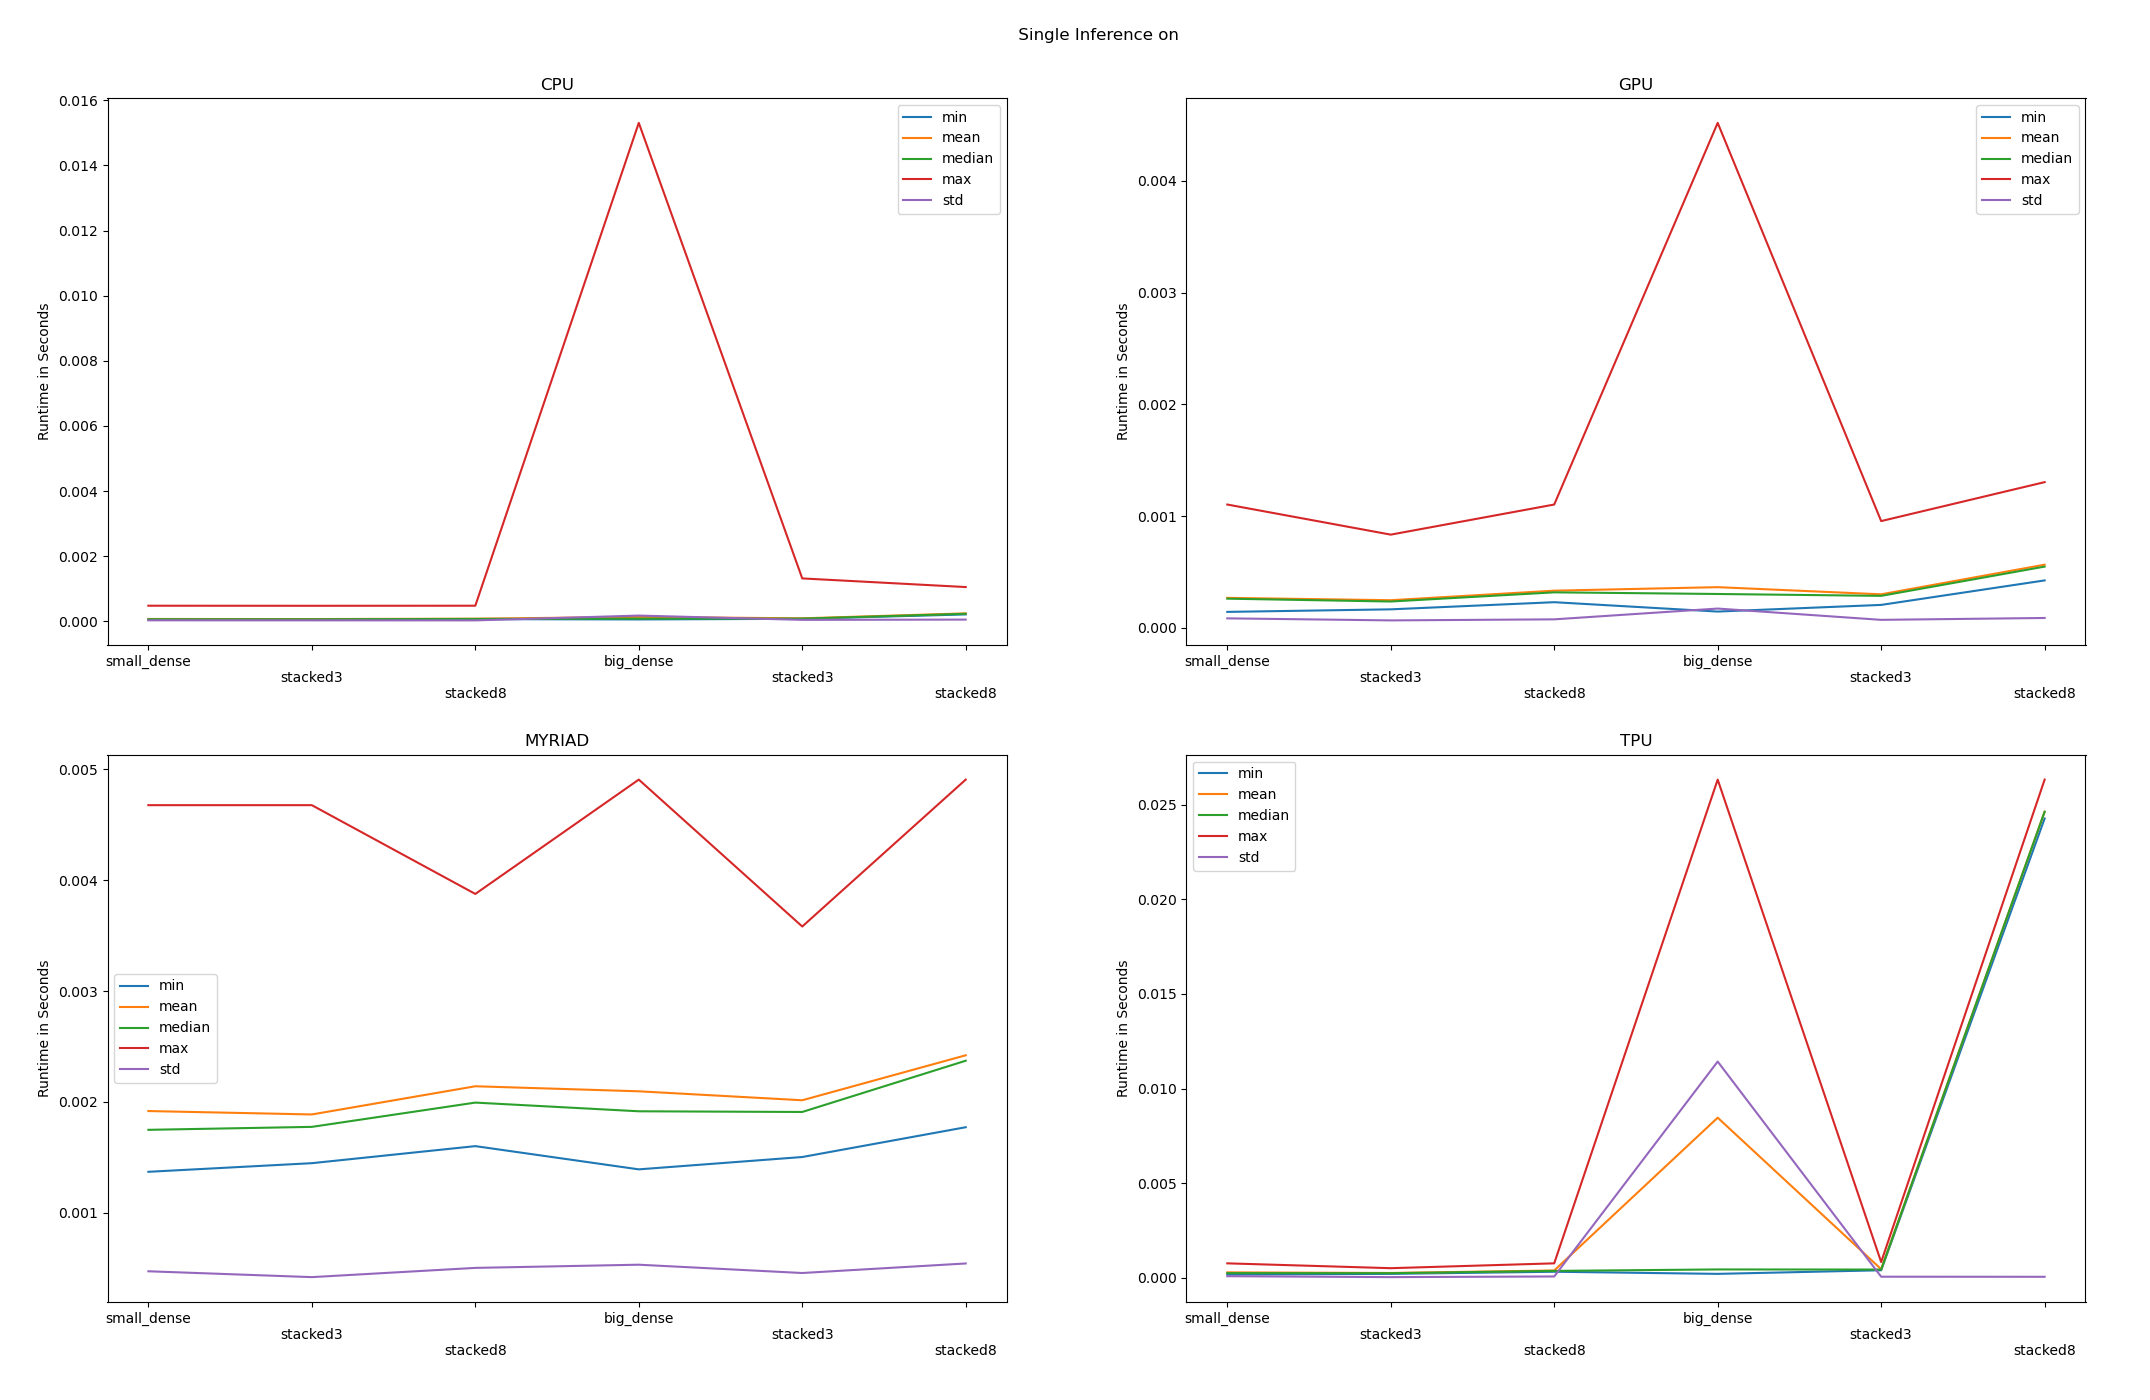 Single Inference on
CPU
0.016
0.014
0.012
0.010
0.008
0.006
0.004
0.002
0.000
Runtime in Seconds
min
mean
median
max
std
small_dense
stacked3
stacked8
big_dense
stacked3
stacked8
GPU
0.004
0.003
0.002
0.001
0.000
Runtime in Seconds
min
mean
median
max
std
small_dense
stacked3
stacked8
big_dense
stacked3
stacked8
MYRIAD
0.005
0.004
0.003
0.002
0.001
Runtime in Seconds
min
mean
median
max
std
small_dense
stacked3
stacked8
big_dense
stacked3
stacked8
TPU
0.025
0.020
0.015
0.010
0.005
0.000
Runtime in Seconds
min
mean
median
max
std
small_dense
stacked3
stacked8
big_dense
stacked3
stacked8